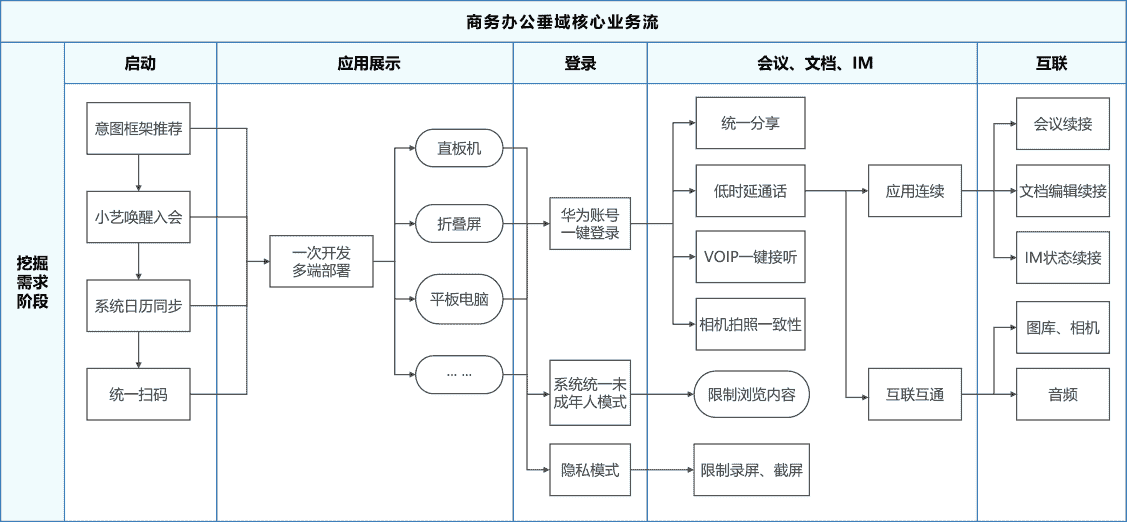 商务办公垂域核心业务流
启动
应用展示
登录
会议、文档、IM
互联
挖掘
需求
阶段
意图框架推荐
小艺唤醒入会
系统日历同步
统一扫码
一次开发
多端部署
直板机
折叠屏
平板电脑
... ...
华为账号
一键登录
系统统一未
成年人模式
隐私模式
统一分享
低时延通话
VOIP一键接听
相机拍照一致性
限制浏览内容
限制录屏、截屏
应用连续
互联互通
会议续接
文档编辑续接
IM状态续接
图库、相机
音频